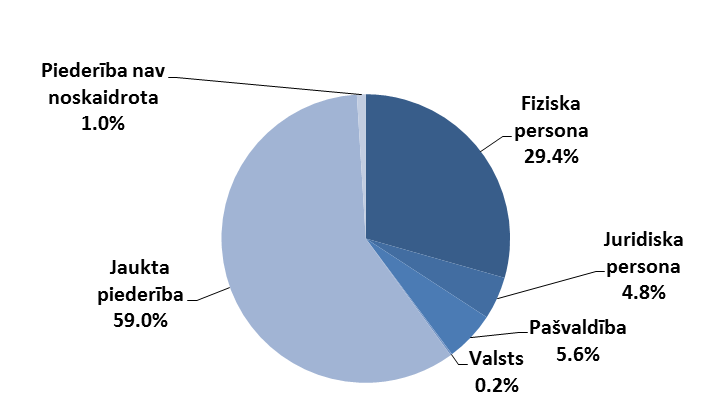 Piederība nav
noskaidrota
1.0%
Fiziska
persona
29.4%
Juridiska
persona
4.8%
Pašvaldība
5.6%
Valsts
0.2%
Jaukta
piederība
59.0%